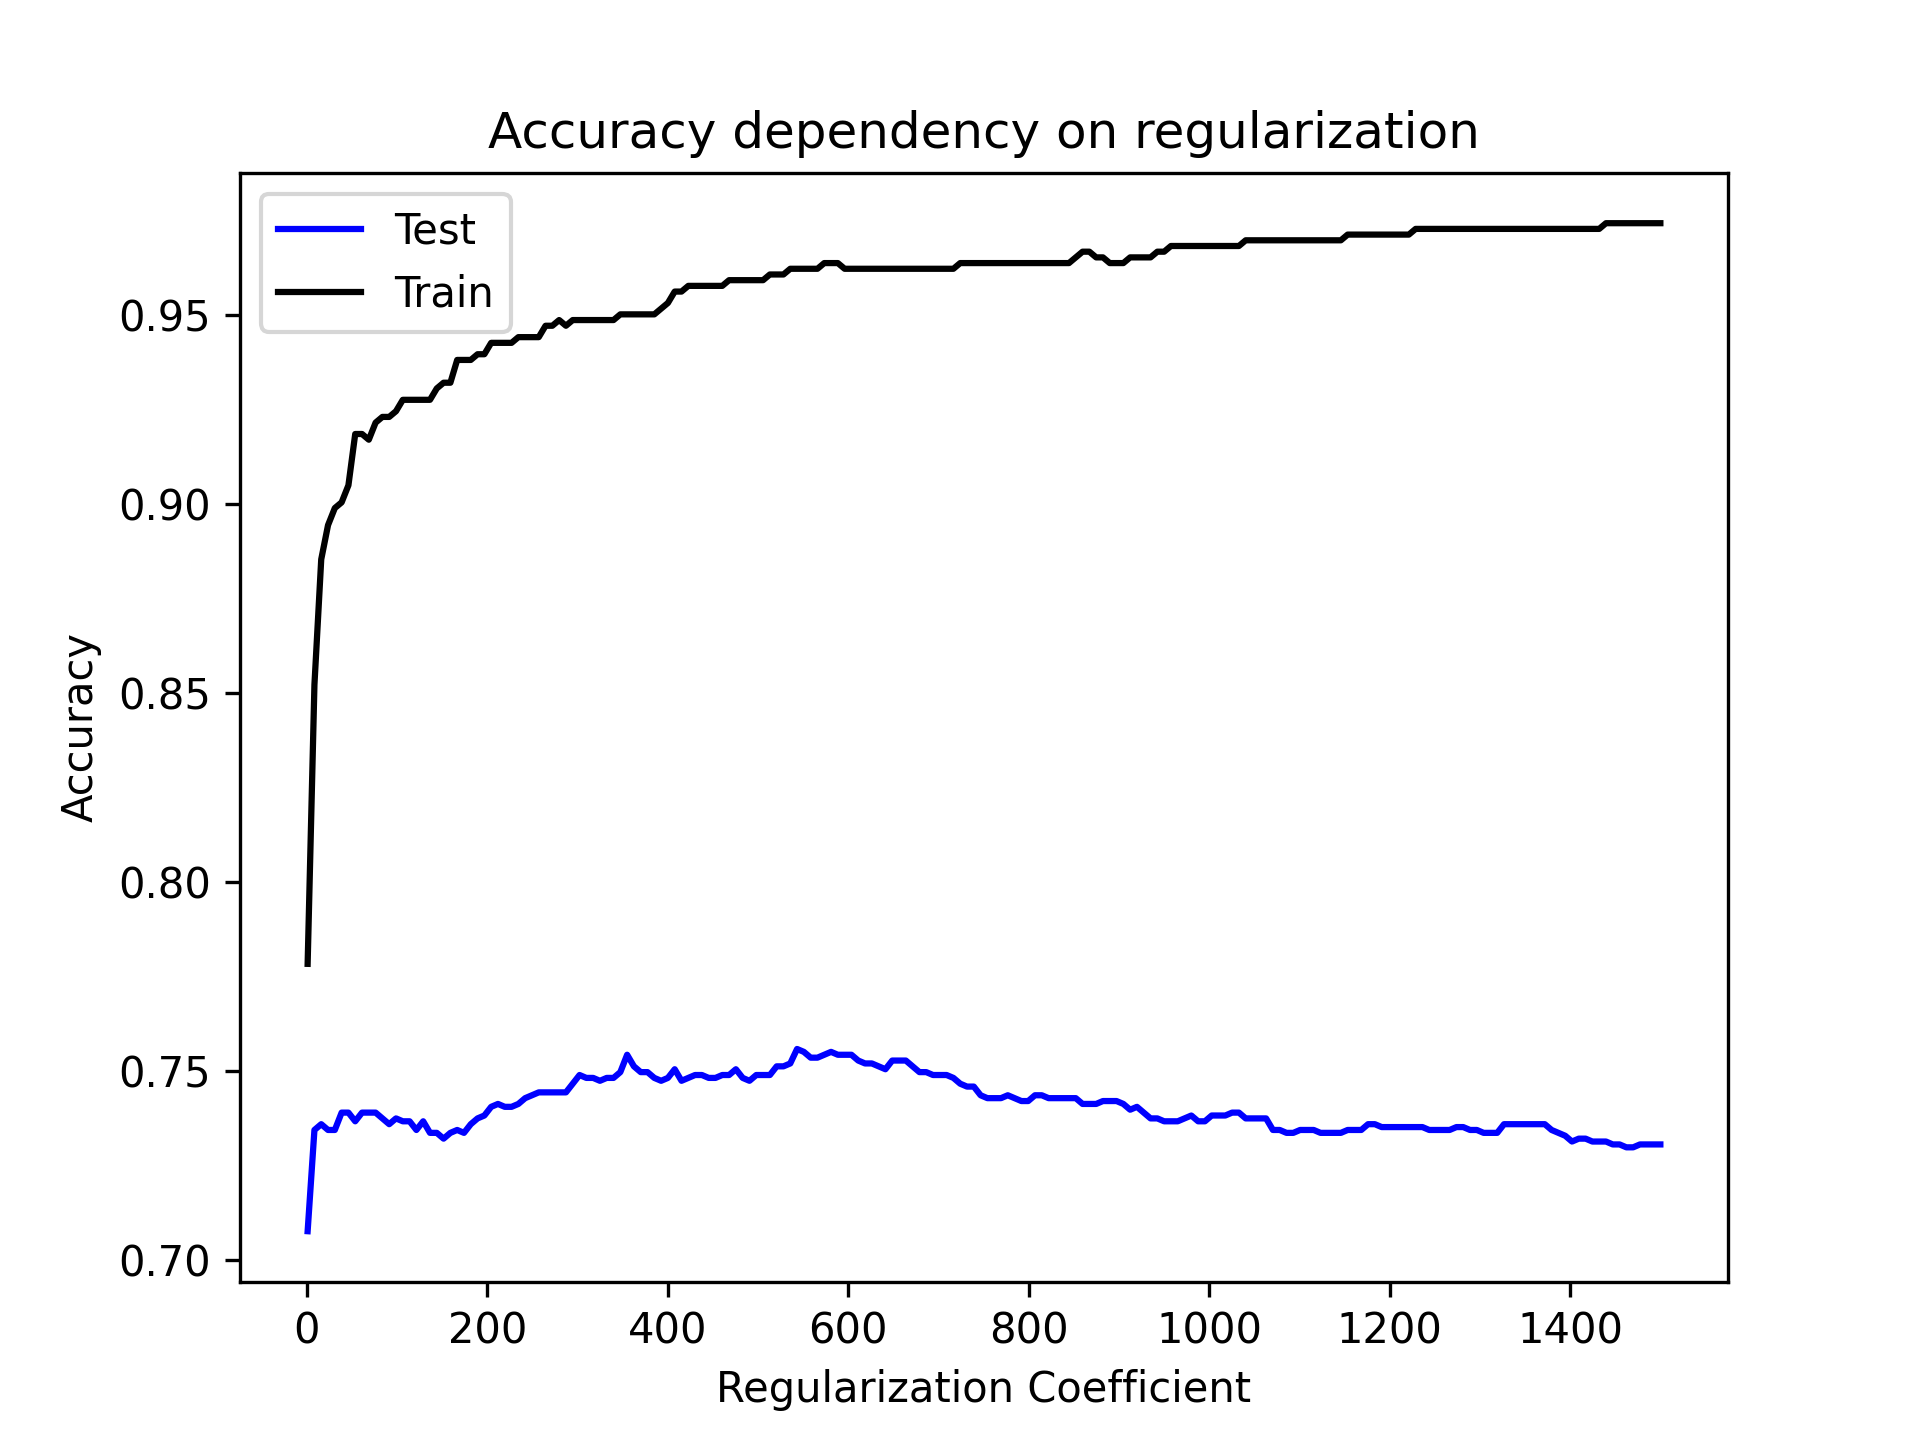 Accuracy dependency on regularization
Test
Train
0.95
0.90
0.85
0.80
0.75
0.70
Accuracy
0 200 400 600 800 1000 1200 1400
Regularization Coefficient